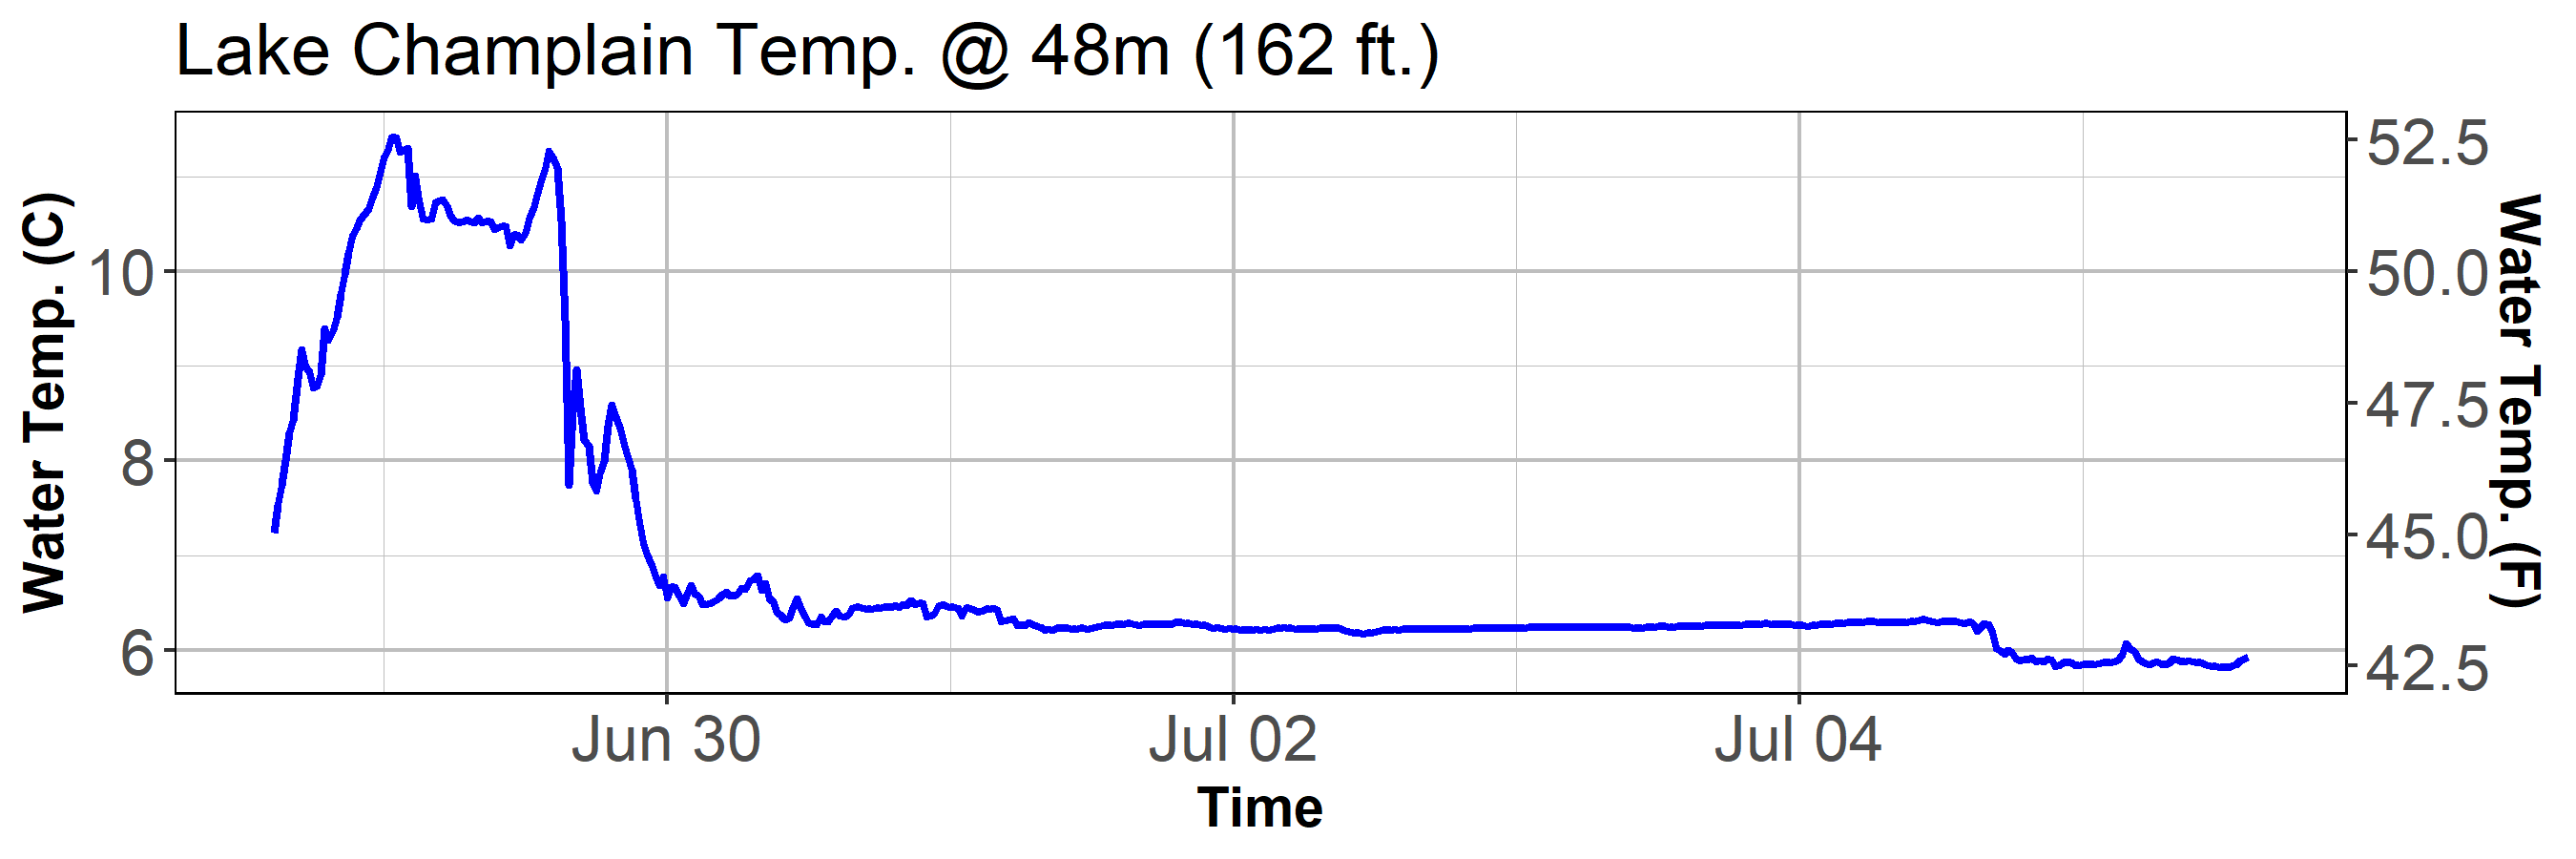 Lake Champlain Temp. @ 48m (162 ft.)
Water Temp. (C)
10
8
6
52.5
50.0
47.5
45.0
42.5
Water Temp. (F)
Jun 30
Jul 02
Jul 04
Time